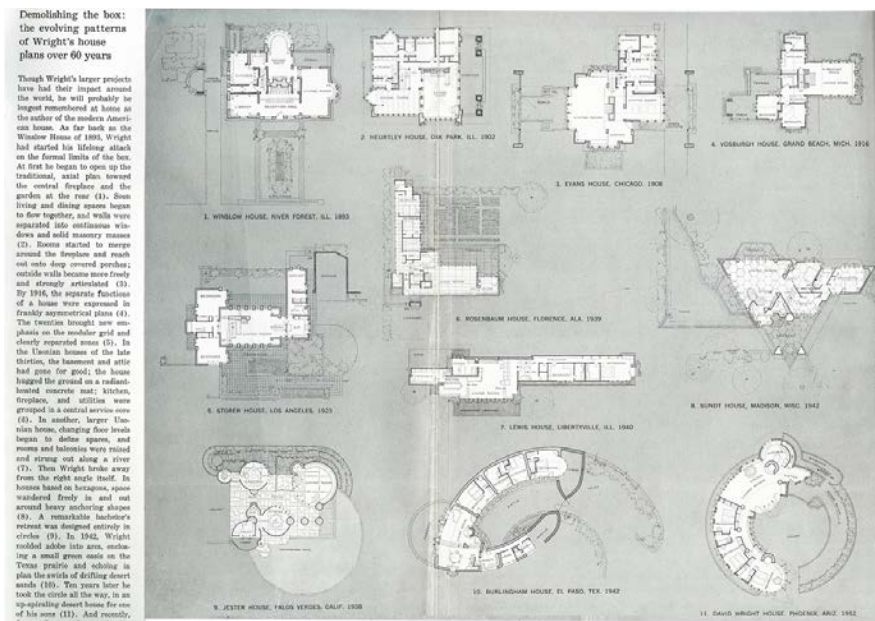 Demolishing the box:
the evolving patterns
of Wright's house
plans over 60 years
Though Wright's larger projects
have had their impact around
the world, he will probably be
longest remembered at home as
the author of the modern Ameri-
can house. As far back as the
Winslow House of 1893, Wright
had started his lifelong attack
on the formal limits of the box.
At first he began to open up the
traditional, axial plan toward
the central fireplace and the
garden at the rear (1). Soon
living and dining spaces began
to flow together, and walls were
separated into continuous win-
dows and solid masonry masses
(2). Rooms started to merge
around the fireplace and reach
out onto deep covered porches;
outside walls became more freely
and strongly articulated (3).
By 1916, the separate functions
of a house were expressed in
frankly asymmetrical plans (4).
The twenties brought new em-
phasis on the modular grid and
clearly separated zones (5). In
the Usonian houses of the late
thirties, the basement and attic
had gone for good; the house
hugged the ground on a radiant-
heated concrete mat; kitchen,
fireplace, and utilities were
grouped in a central service core
(6). In another, larger Uso-
nian house, changing floor levels
began to define spaces, and
rooms and balconies were raised
and strung out along a river
(7). Then Wright broke away
from the right angle itself. In
houses based on hexagons, space
wandered freely in and out
around heavy anchoring shapes
(8). A remarkable bachelor's
retreat was designed entirely in
circles (9). In 1942, Wright
molded adobe into arcs, enclos-
ing a small green oasis on the
Texas prairie and echoing in
plan the swirls of drifting desert
sands (10). Ten years later he
took the circle all the way, in an
up-spiraling desert house for one
of his sons (11). And recently,
1. WINSLOW HOUSE, RIVER FOREST, ILL. 1893
2. HEURTLEY HOUSE, OAK PARK, ILL. 1902
3. EVANS HOUSE, CHICAGO, 1908
4. VOSBURGH HOUSE, GRAND BEACH, MICH. 1916
5. STORER HOUSE, LOS ANGELES, 1923
6. ROSENBAUM HOUSE, FLORENCE, ALA. 1939
7. LEWIS HOUSE, LIBERTYVILLE, ILL. 1940
8. SUNDT HOUSE, MADISON, WISC. 1942
9. JESTER HOUSE, PALOS VERDES, CALIF. 1938
10. BURLINGHAM HOUSE, EL PASO, TEX. 1942
11. DAVID WRIGHT HOUSE, PHOENIX, ARIZ. 1952